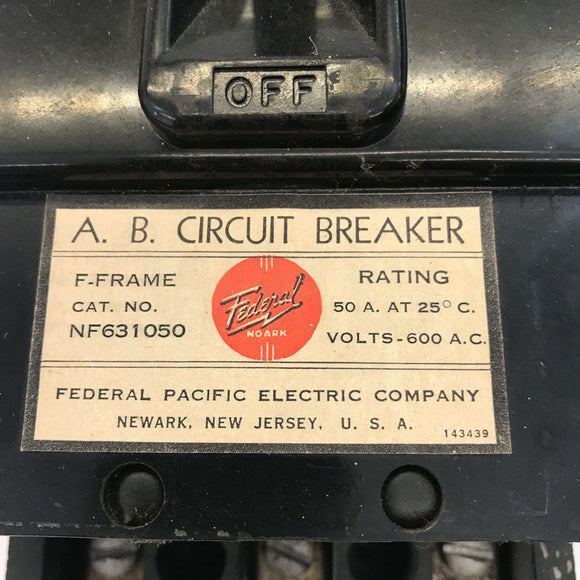 OFF
A. B. CIRCUIT BREAKER
F-FRAME
CAT. NO.
NF631050
Federal
NOARK
RATING
50 A. AT 25° C.
VOLTS-600 A.C.
FEDERAL PACIFIC ELECTRIC COMPANY
NEWARK, NEW JERSEY, U. S. A.
143439